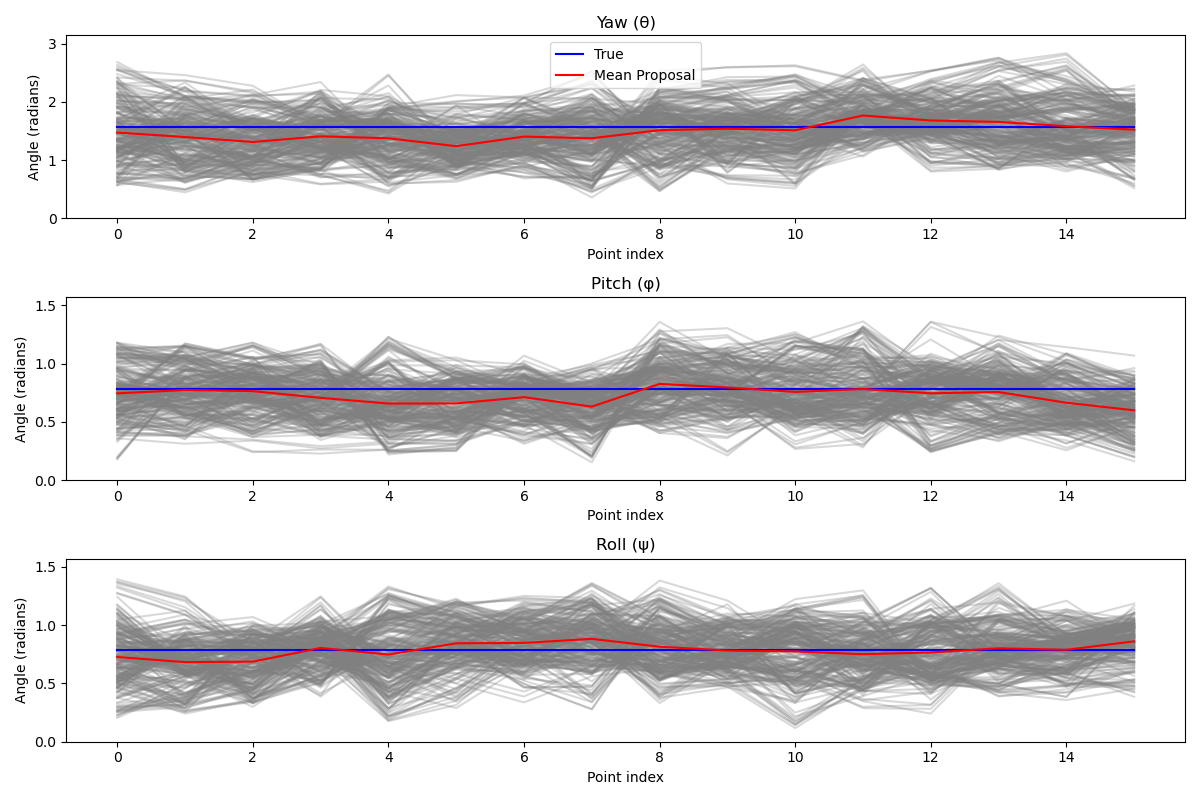 Yaw (θ)
True
Mean Proposal
Angle (radians)
3
2
1
0
0 2 4 6 8 10 12 14
Point index
Pitch (φ)
Angle (radians)
1.5
1.0
0.5
0.0
0 2 4 6 8 10 12 14
Point index
Roll (ψ)
Angle (radians)
1.5
1.0
0.5
0.0
0 2 4 6 8 10 12 14
Point index